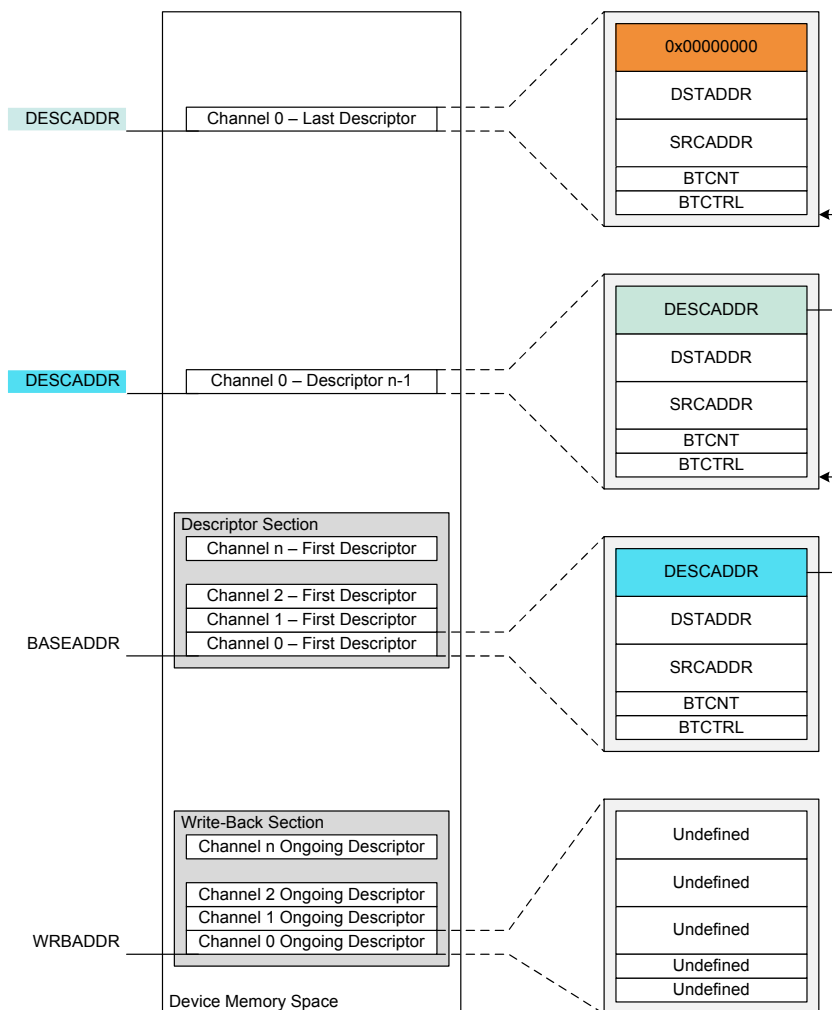 0x00000000
DESCADDR
Channel 0 – Last Descriptor
DSTADDR
SRCADDR
BTCNT
BTCTRL
DESCADDR
DESCADDR
Channel 0 – Descriptor n-1
DSTADDR
SRCADDR
BTCNT
BTCTRL
Descriptor Section
Channel n – First Descriptor
Channel 2 – First Descriptor
Channel 1 – First Descriptor
BASEADDR
Channel 0 – First Descriptor
DESCADDR
DSTADDR
SRCADDR
BTCNT
BTCTRL
Write-Back Section
Channel n Ongoing Descriptor
Channel 2 Ongoing Descriptor
Channel 1 Ongoing Descriptor
WRBADDR
Channel 0 Ongoing Descriptor
Undefined
Undefined
Undefined
Undefined
Undefined
Device Memory Space